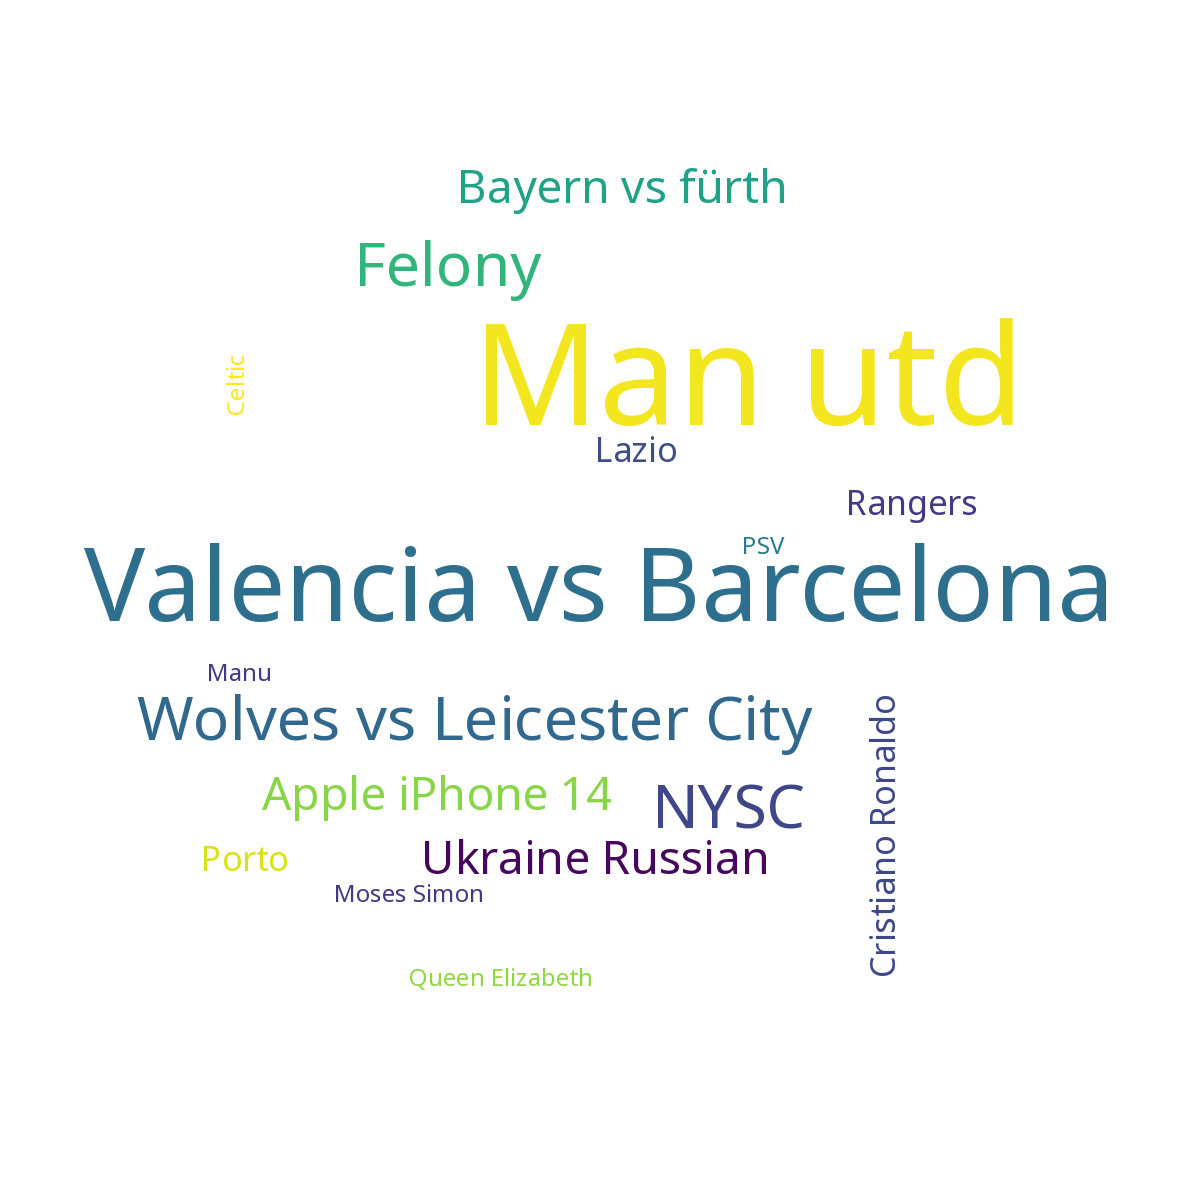 Bayern vs fürth
Felony
Man utd
Celtic
Lazio
Rangers
PSV
Valencia vs Barcelona
Manu
Wolves vs Leicester City
Cristiano Ronaldo
Apple iPhone 14
NYSC
Porto
Ukraine Russian
Moses Simon
Queen Elizabeth